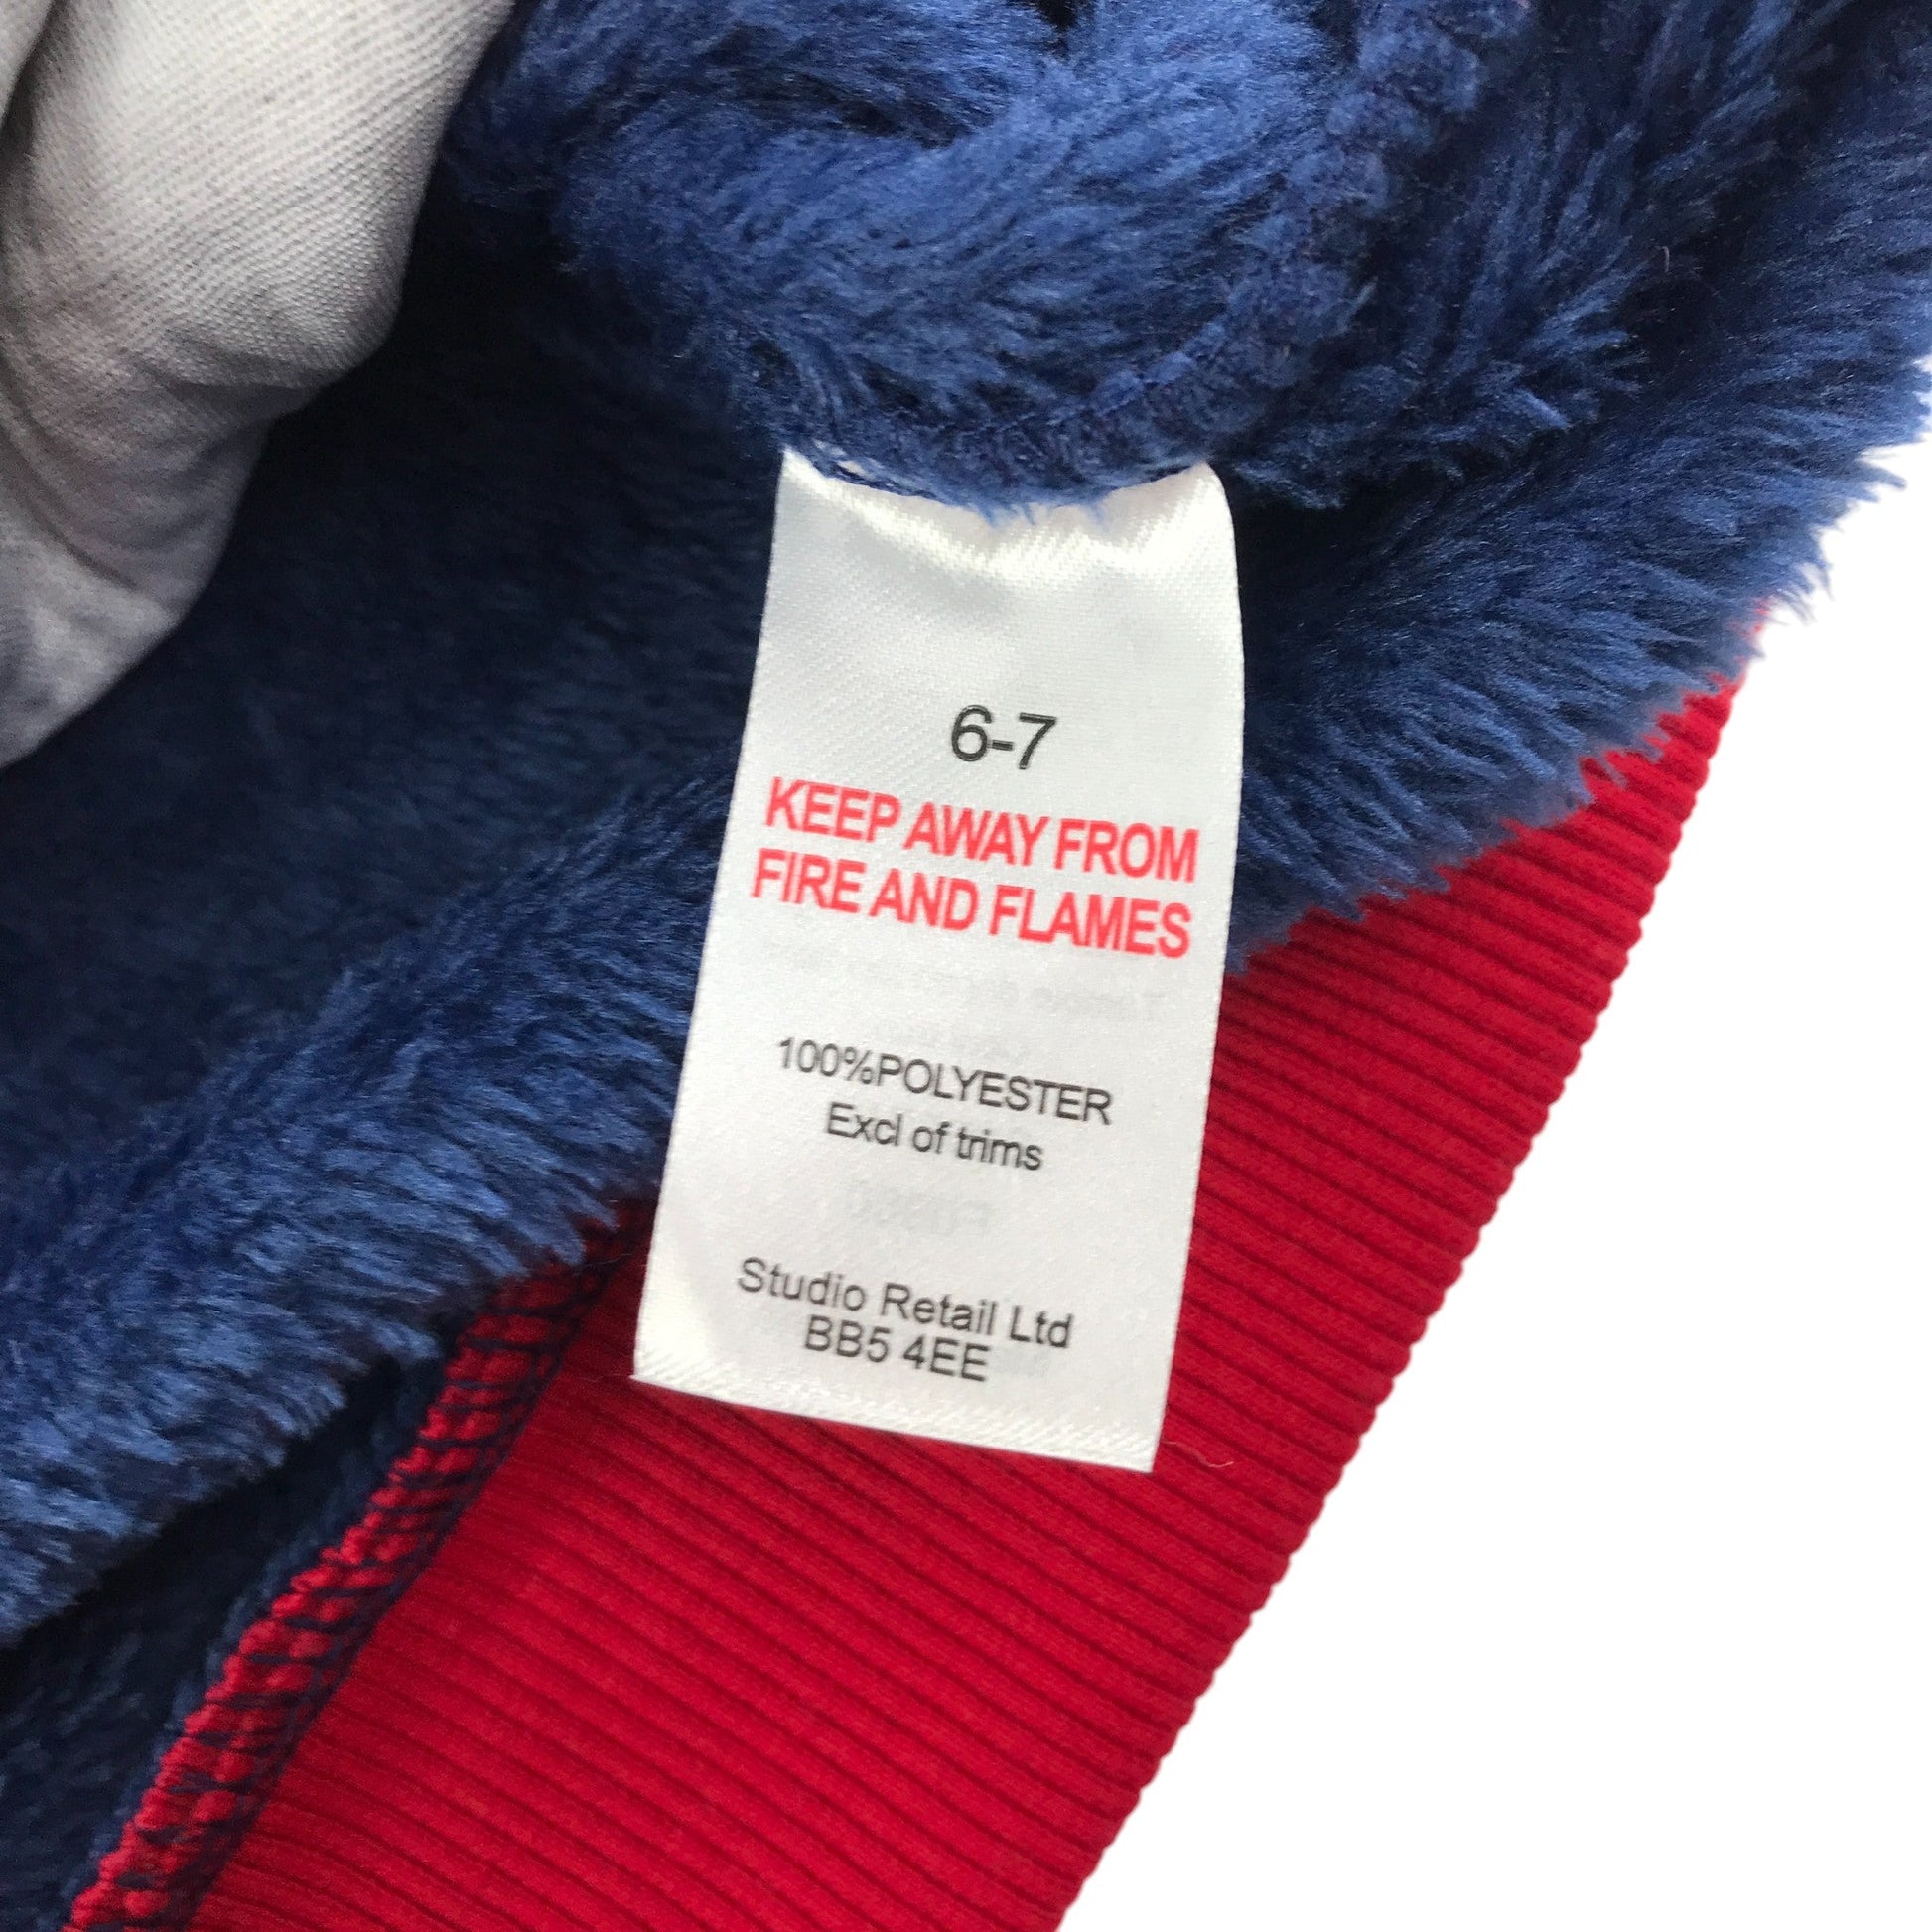 6-7
KEEP AWAY FROM
FIRE AND FLAMES
100%POLYESTER
Excl of trims
Studio Retail Ltd
BB5 4EE